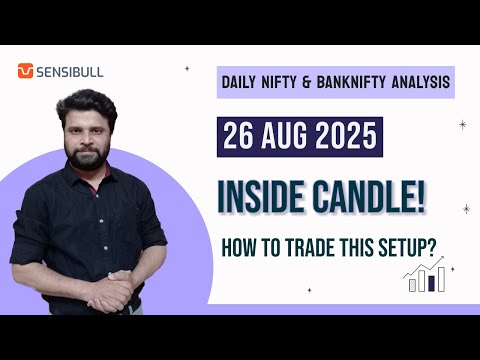 SENSIBULL
DAILY NIFTY & BANKNIFTY ANALYSIS
26 AUG 2025
INSIDE CANDLE!
HOW TO TRADE THIS SETUP?